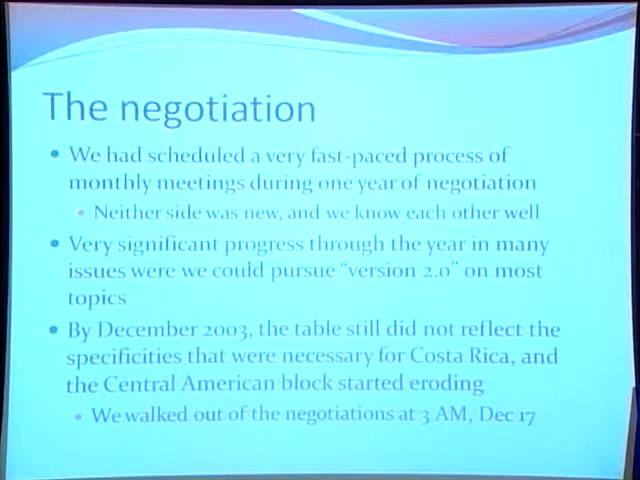 The negotiation
• We had scheduled a very fast-paced process of
monthly meetings during one year of negotiation
• Neither side was new, and we know each other well
• Very significant progress through the year in many
issues were we could pursue “version 2.0” on most
topics
• By December 2003, the table still did not reflect the
specificities that were necessary for Costa Rica, and
the Central American block started eroding
• We walked out of the negotiations at 3 AM, Dec 17